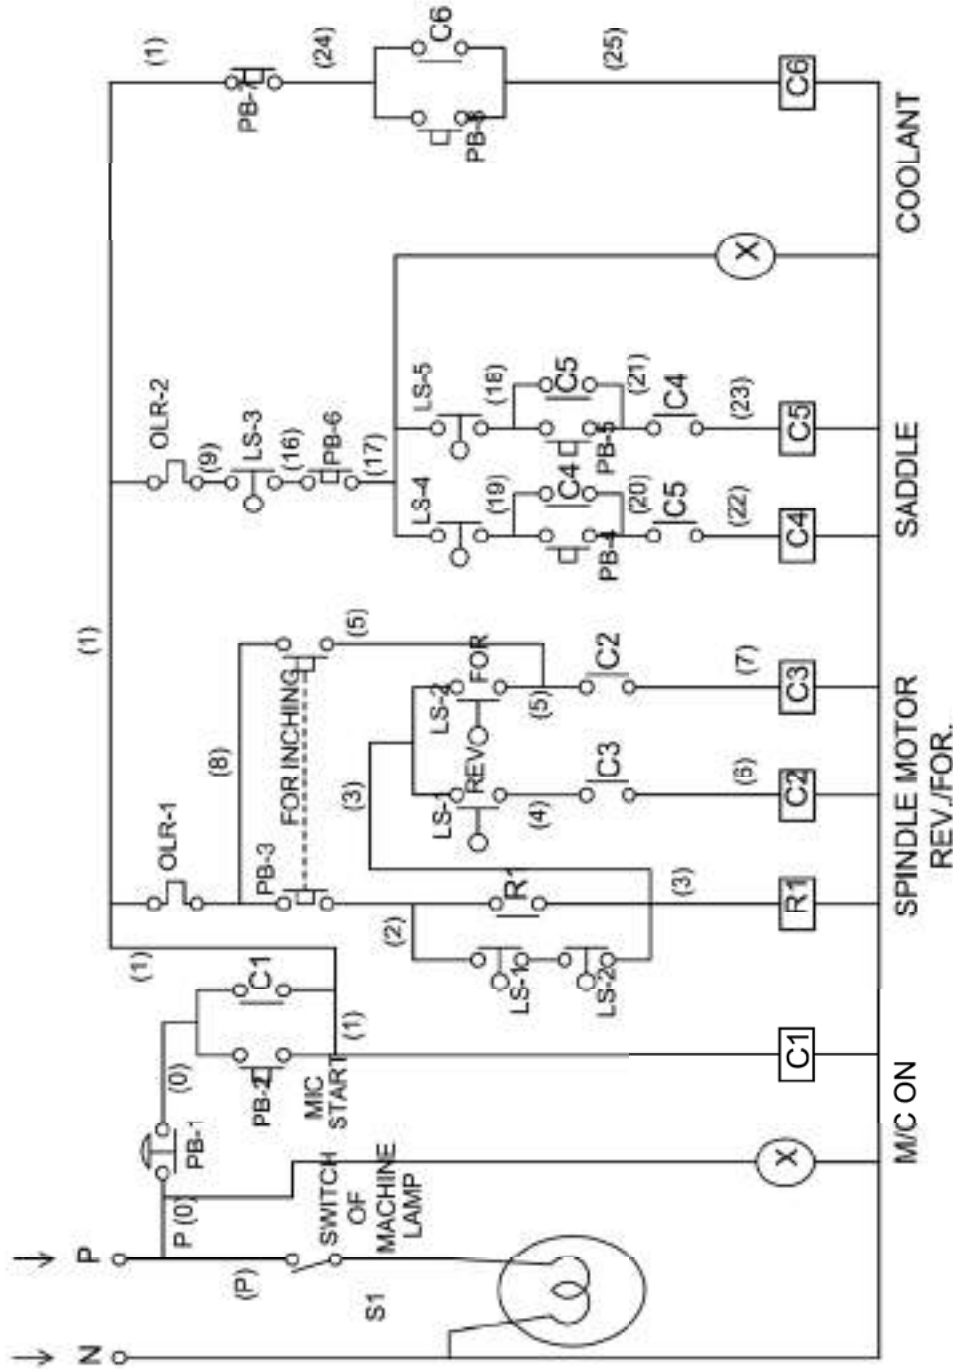 N
P
P (0)
(P)
S1
SWITCH
OF
MACHINE
LAMP
X
PB-1
(0)
PB-2
C1
MIC
START
(1)
(1)
C1
M/C ON
(1)
OLR-1
(8)
PB-3
FOR INCHING
(5)
(2)
LS-1
LS-2
R1
(3)
(3)
LS-1
REV
LS-2
FOR
(4)
(5)
C3
C2
(6)
(7)
R1
C2
C3
SPINDLE MOTOR
REV./FOR.
OLR-2
(9)
LS-3
(16)
PB-6
(17)
LS-4
LS-5
(19)
(18)
C4
C5
PB-4
PB-5
(20)
(21)
C5
C4
(22)
(23)
C4
C5
SADDLE
X
(1)
PB-7
(24)
C6
(25)
C6
COOLANT